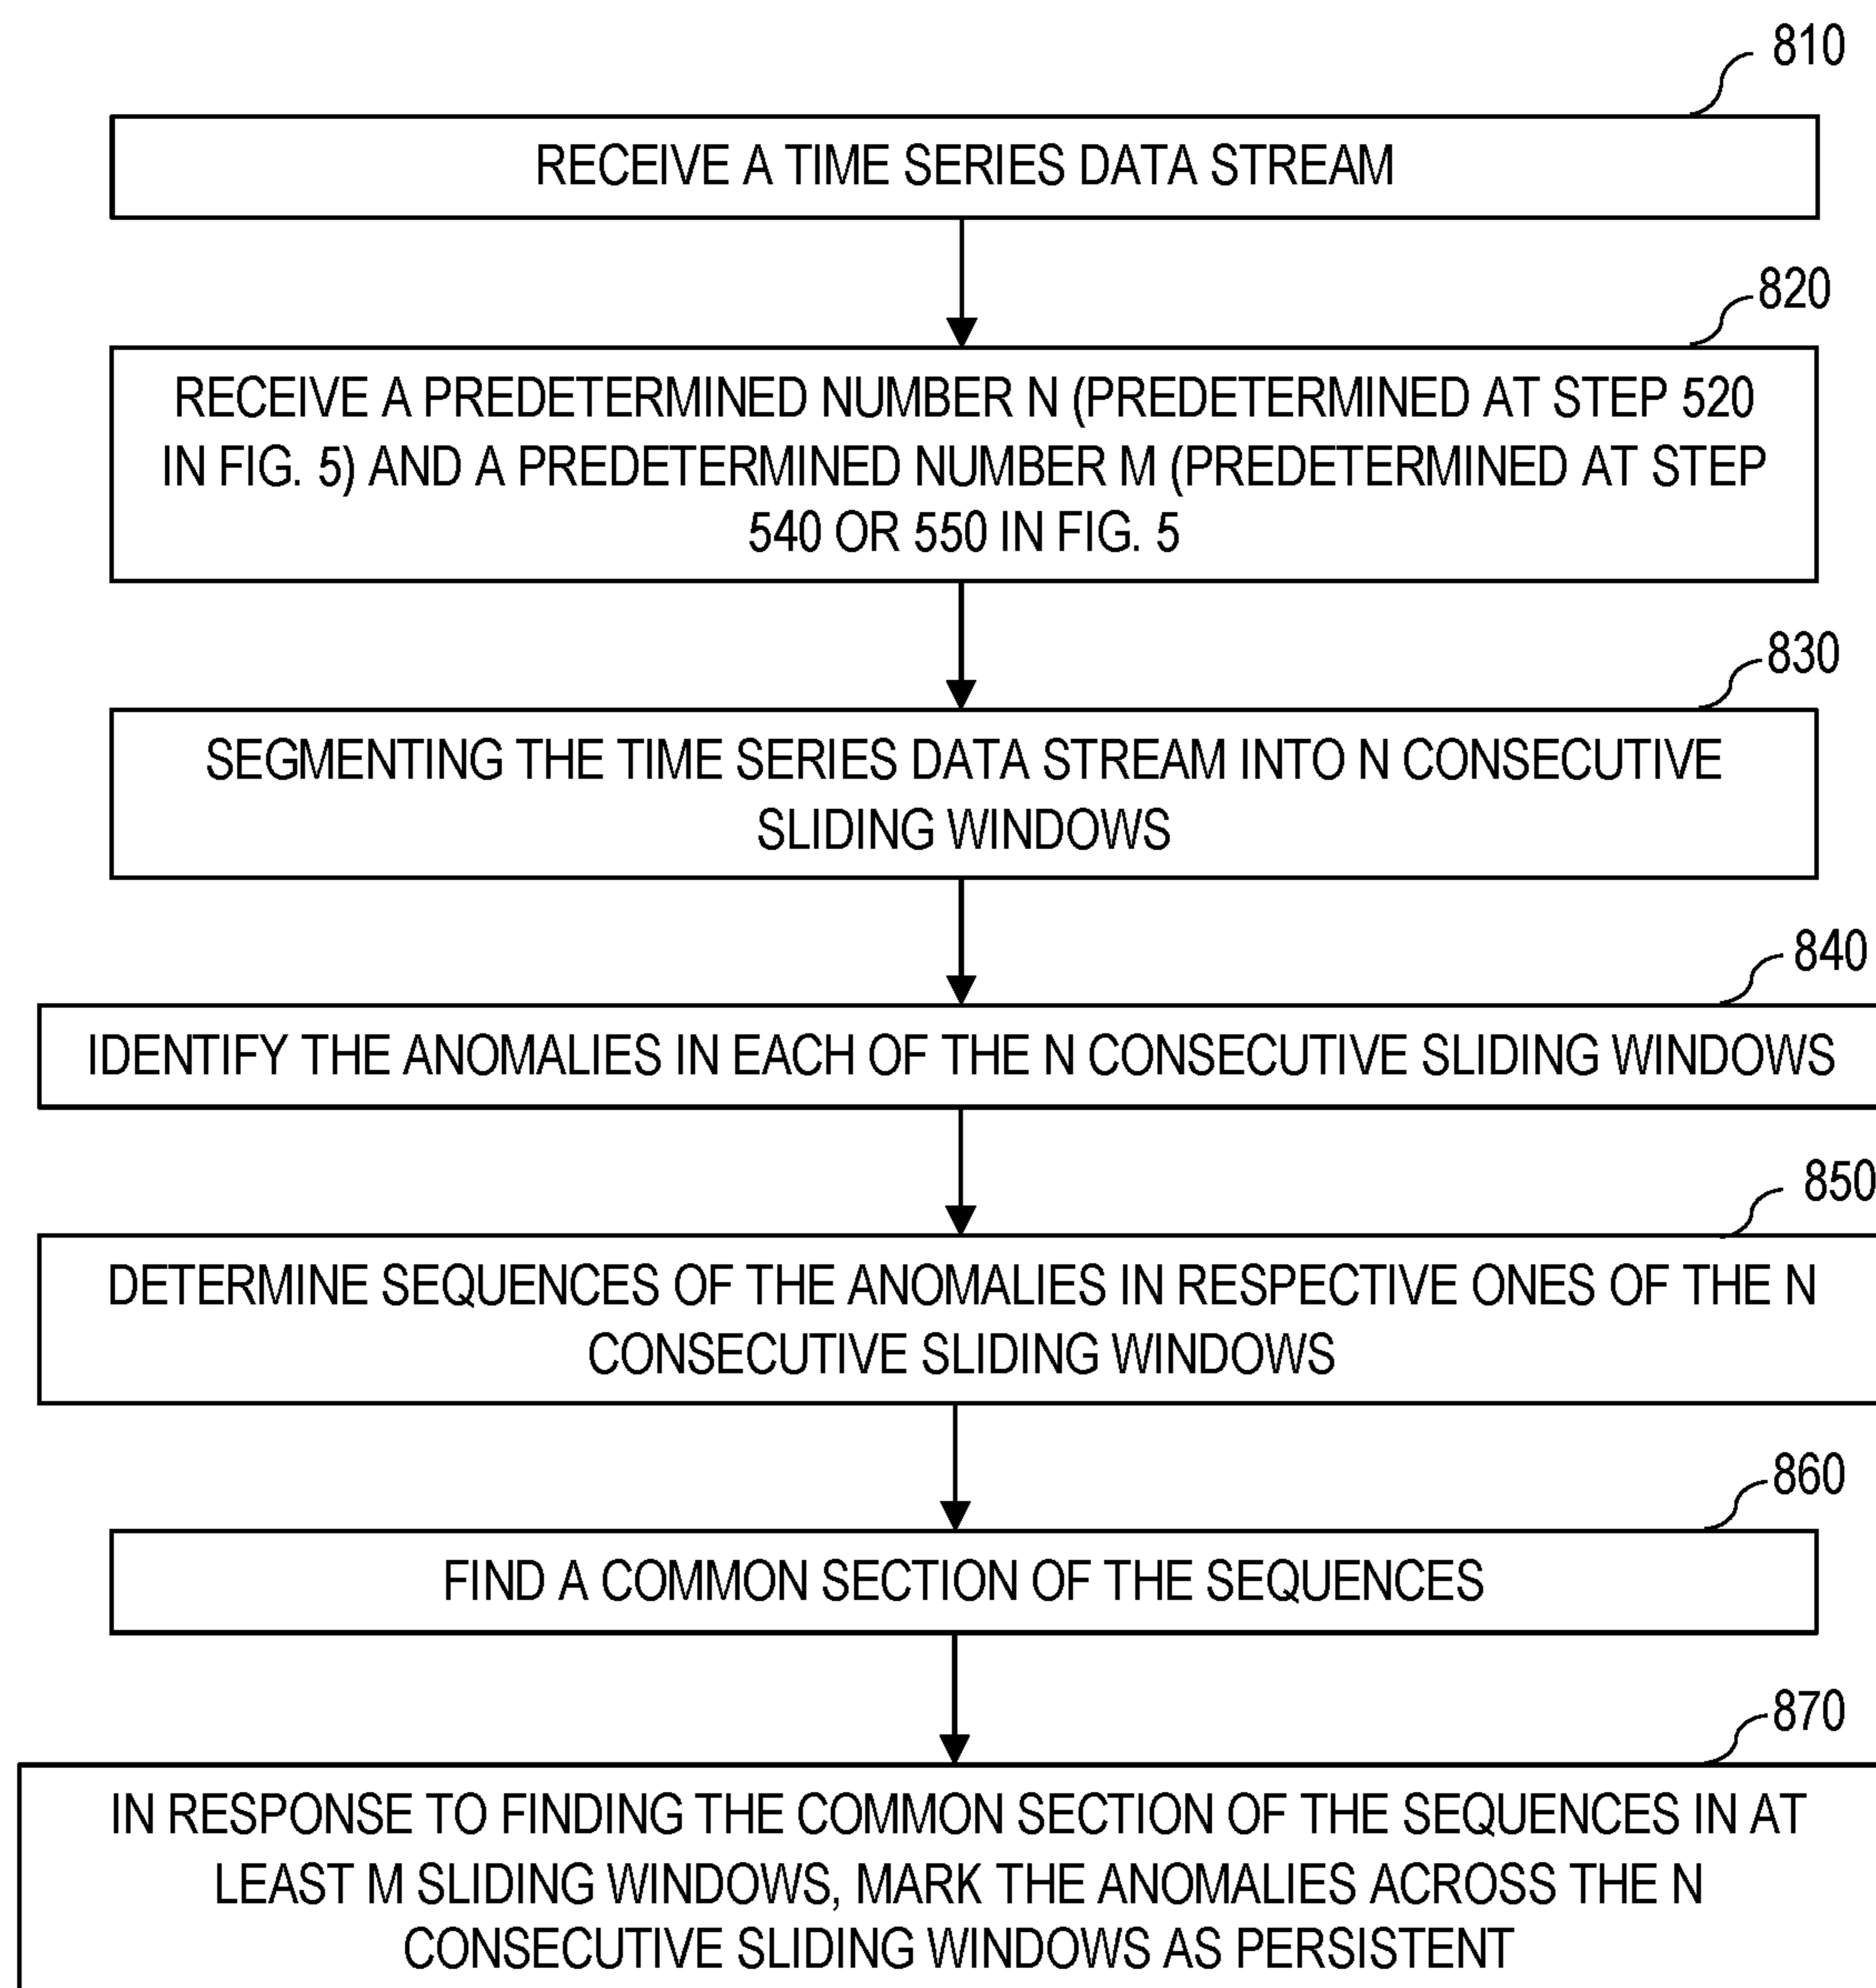 810
RECEIVE A TIME SERIES DATA STREAM
820
RECEIVE A PREDETERMINED NUMBER N (PREDETERMINED AT STEP 520
IN FIG. 5) AND A PREDETERMINED NUMBER M (PREDETERMINED AT STEP
540 OR 550 IN FIG. 5
830
SEGMENTING THE TIME SERIES DATA STREAM INTO N CONSECUTIVE
SLIDING WINDOWS
840
IDENTIFY THE ANOMALIES IN EACH OF THE N CONSECUTIVE SLIDING WINDOWS
850
DETERMINE SEQUENCES OF THE ANOMALIES IN RESPECTIVE ONES OF THE N
CONSECUTIVE SLIDING WINDOWS
860
FIND A COMMON SECTION OF THE SEQUENCES
870
IN RESPONSE TO FINDING THE COMMON SECTION OF THE SEQUENCES IN AT
LEAST M SLIDING WINDOWS, MARK THE ANOMALIES ACROSS THE N
CONSECUTIVE SLIDING WINDOWS AS PERSISTENT